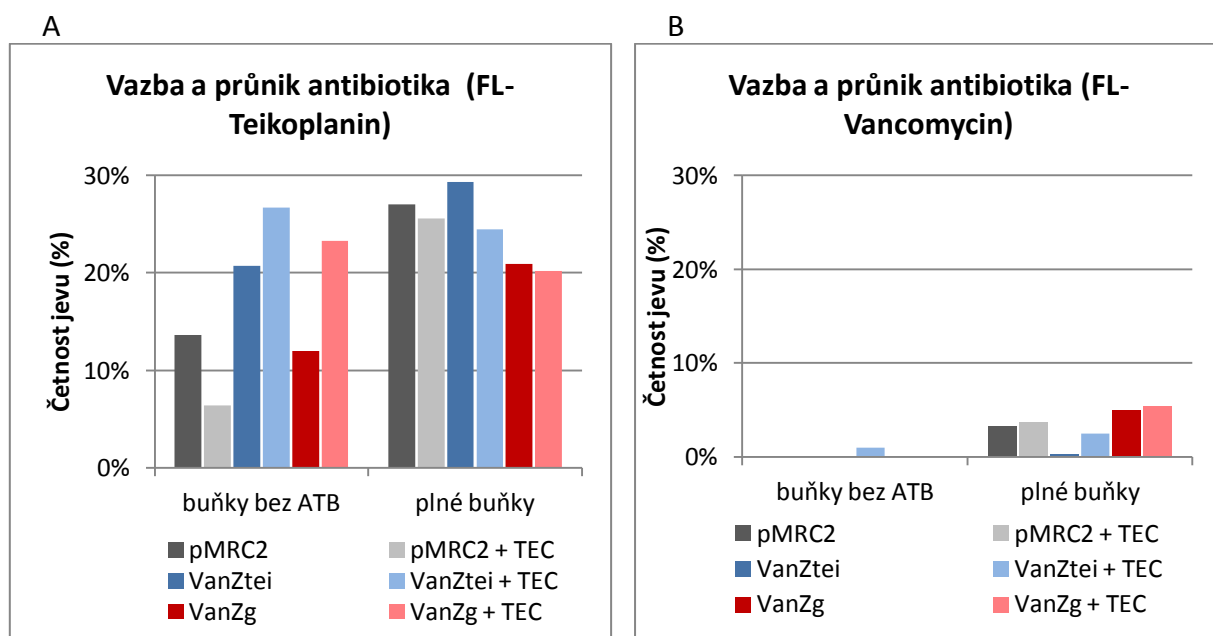 A
Vazba a průnik antibiotika (FL-
Teikoplanin)
Četnost jevu (%)
30%
20%
10%
0%
buňky bez ATB
plné buňky
pMRC2
pMRC2 + TEC
VanZtei
VanZtei + TEC
VanZg
VanZg + TEC
B
Vazba a průnik antibiotika (FL-
Vancomycin)
Četnost jevu (%)
30%
20%
10%
0%
buňky bez ATB
plné buňky
pMRC2
pMRC2 + TEC
VanZtei
VanZtei + TEC
VanZg
VanZg + TEC